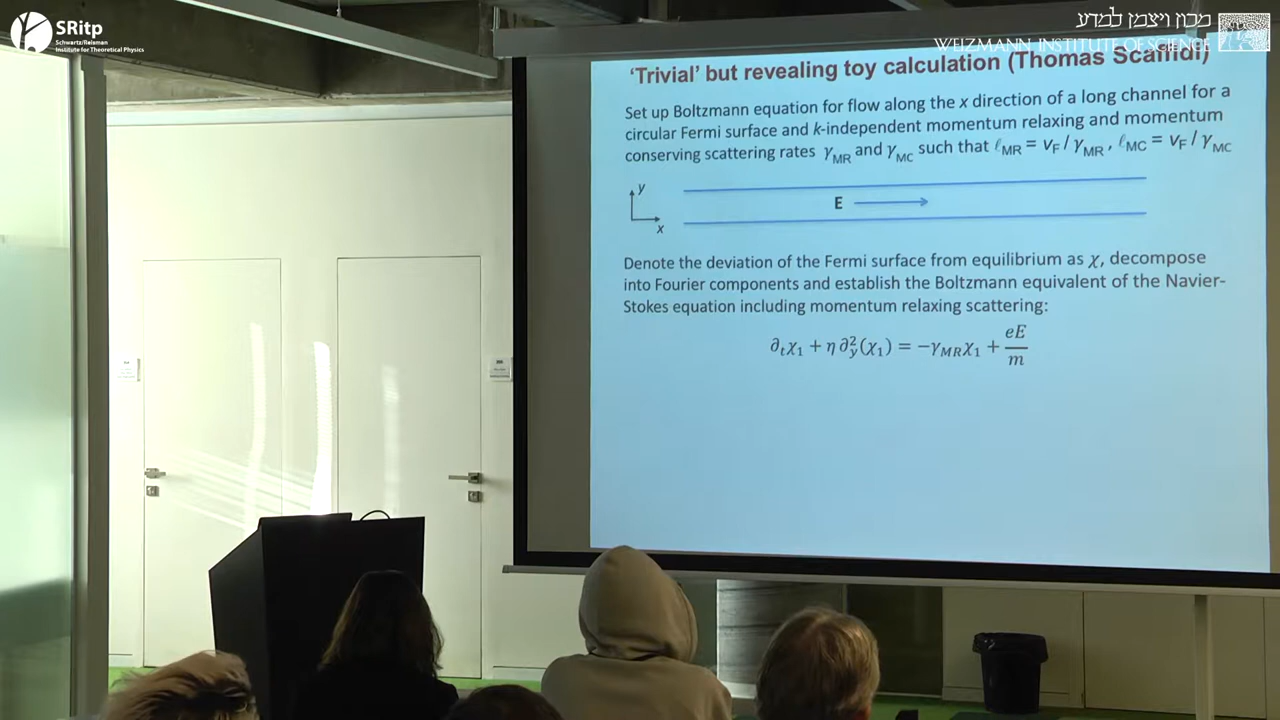 SRitp
Schwartz/Reisman
Institute for Theoretical Physics
מכון ויצמן למדע
WEIZMANN INSTITUTE OF SCIENCE
'Trivial' but revealing toy calculation (Thomas Scaffidi)
Set up Boltzmann equation for flow along the x direction of a long channel for a
circular Fermi surface and k-independent momentum relaxing and momentum
conserving scattering rates γ_MR and γ_MC such that ℓ_MR = v_F / γ_MR , ℓ_MC = v_F / γ_MC
y
E
x
Denote the deviation of the Fermi surface from equilibrium as χ, decompose
into Fourier components and establish the Boltzmann equivalent of the Navier-
Stokes equation including momentum relaxing scattering:
∂_t χ_1 + η ∂_y^2 (χ_1) = −γ_MR χ_1 + eE/m